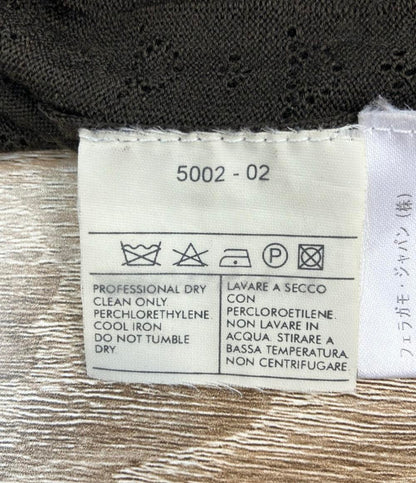 5002 - 02
P
PROFESSIONAL DRY
CLEAN ONLY
PERCHLORETHYLENE
COOL IRON
DO NOT TUMBLE
DRY
LAVARE A SECCO
CON
PERCLOROETILENE.
NON LAVARE IN
ACQUA. STIRARE A
BASSA TEMPERATURA.
NON CENTRIFUGARE.
フェラガモ・ジャパン(株)